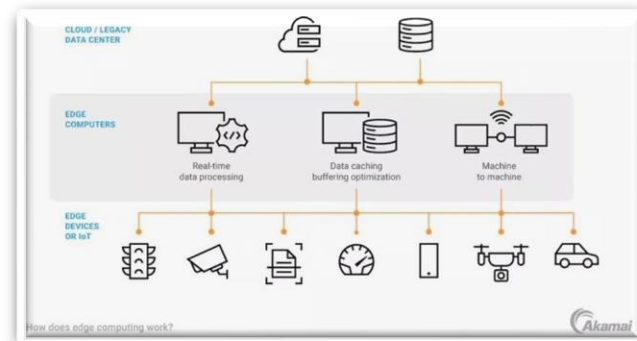 CLOUD / LEGACY
DATA CENTER
EDGE
COMPUTERS
</>
Real-time
data processing
Data caching
buffering optimization
Machine
to machine
EDGE
DEVICES
OR IoT
How does edge computing work?
Akamai